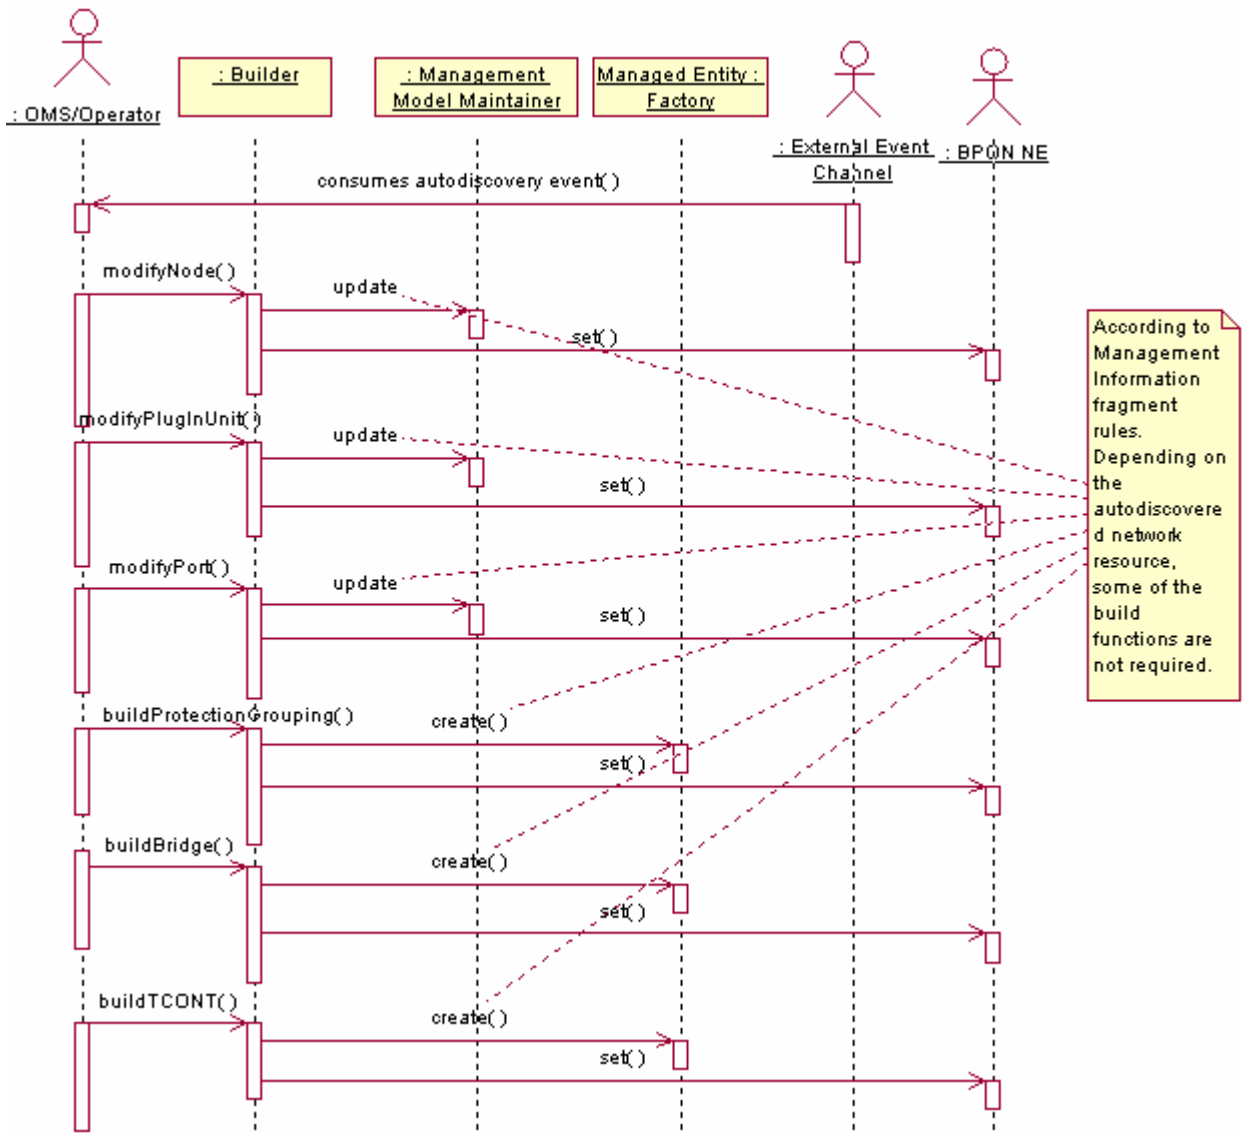 : OMS/Operator
: Builder
: Management
Model Maintainer
Managed Entity :
Factory
: External Event
Channel
: BPON NE
consumes autodiscovery event()
modifyNode()
update
set()
modifyPlugInUnit()
update
set()
modifyPort()
update
set()
buildProtectionGrouping()
create()
set()
buildBridge()
create()
set()
buildTCONT()
create()
set()
According to
Management
Information
fragment
rules.
Depending on
the
autodiscovere
d network
resource,
some of the
build
functions are
not required.